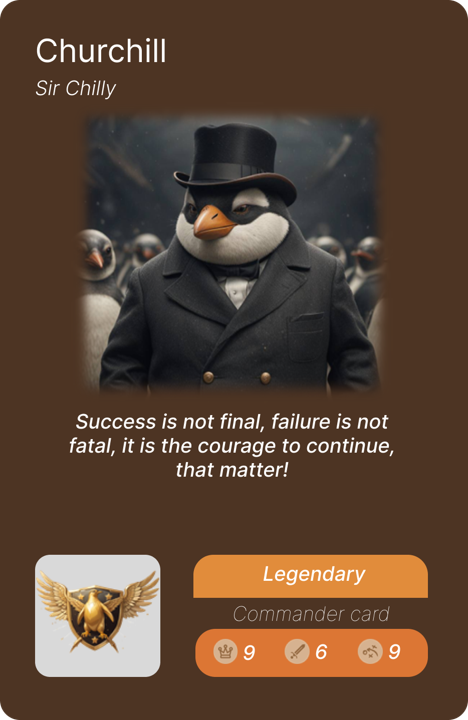 Churchill
Sir Chilly
Success is not final, failure is not
fatal, it is the courage to continue,
that matter!
Legendary
Commander card
9 6 9